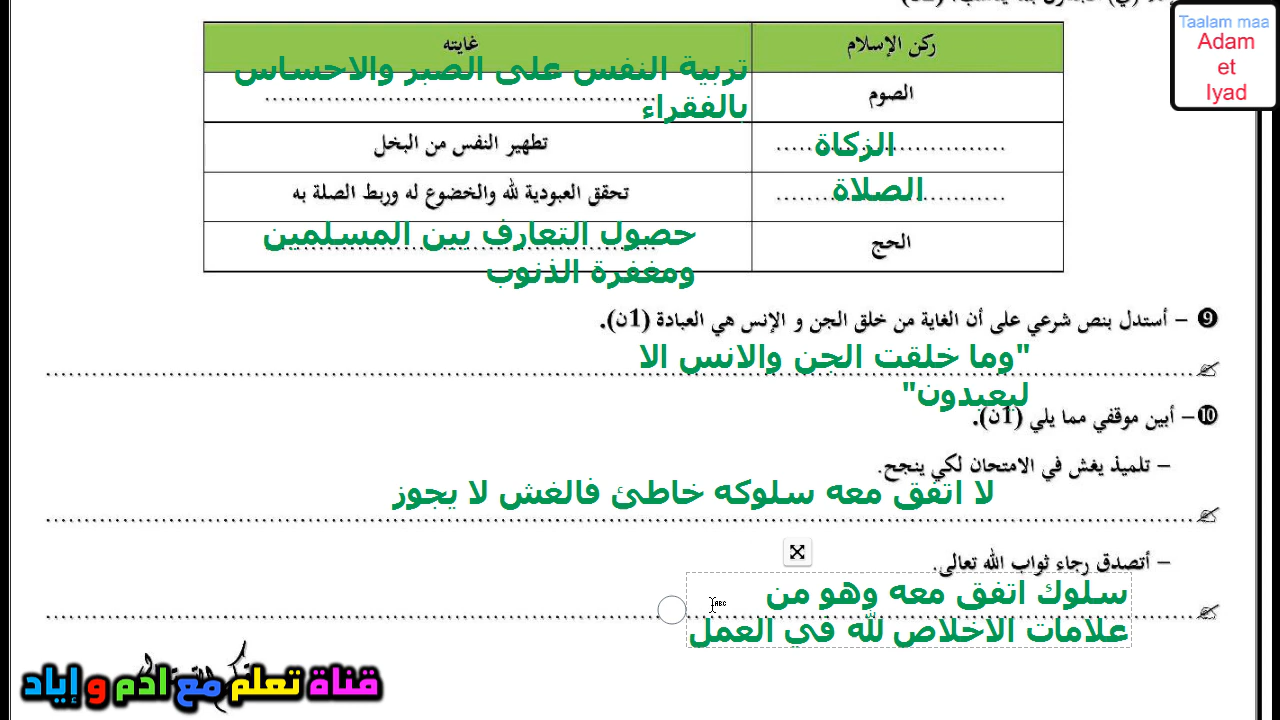 Taalam maa
Adam
et
Iyad
ركن الإسلام
غايته
الصوم
تربية النفس على الصبر والاحساس
بالفقراء
الزكاة
تطهير النفس من البخل
الصلاة
تحقق العبودية لله والخضوع له وربط الصلة به
الحج
حصول التعارف بين المسلمين
ومغفرة الذنوب
❾ – أستدل بنص شرعي على أن الغاية من خلق الجن و الإنس هي العبادة (1ن).
"وما خلقت الجن والانس الا
ليعبدون"
❿– أبين موقفي مما يلي (1ن).
– تلميذ يغش في الامتحان لكي ينجح.
لا اتفق معه سلوكه خاطئ فالغش لا يجوز
– أتصدق رجاء ثواب الله تعالى.
سلوك اتفق معه وهو من
علامات الاخلاص لله في العمل
قناة تعلم مع ادم و إياد